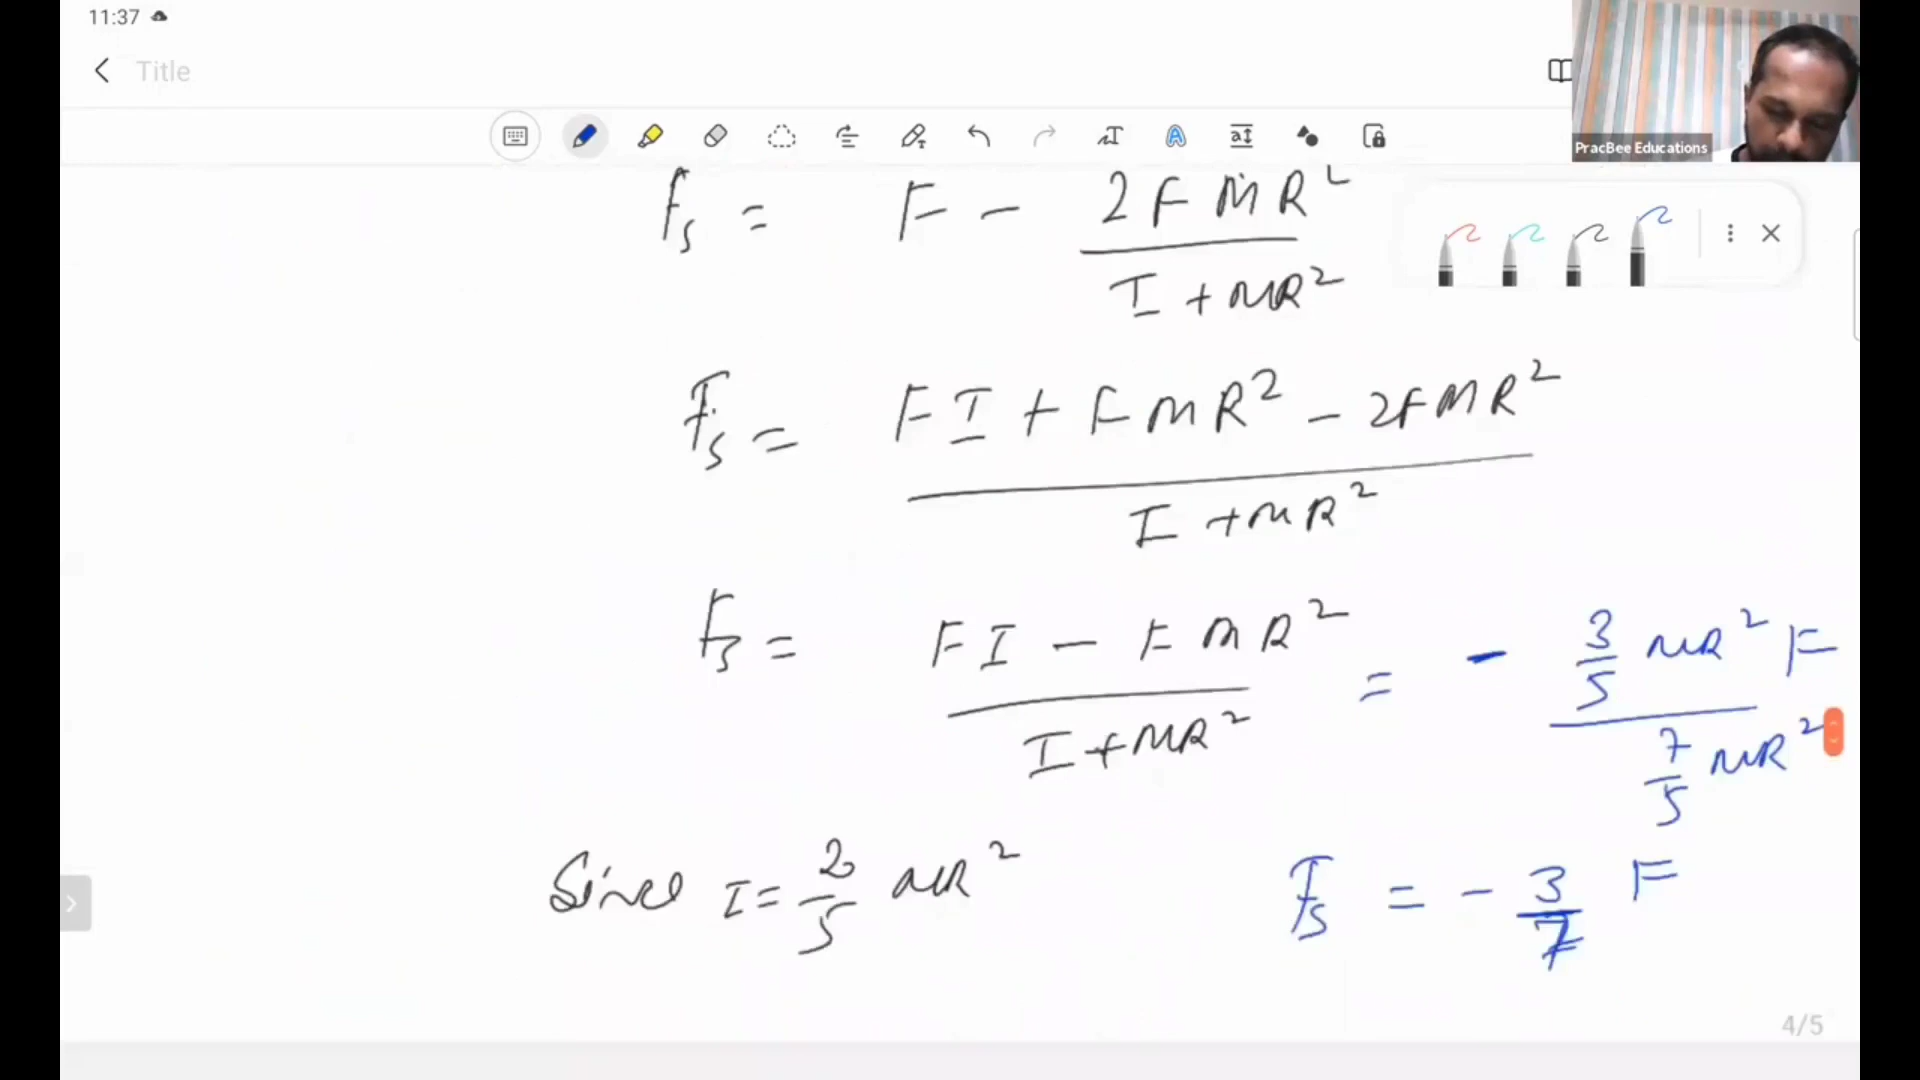 11:37
Title
PracBee Educations
Fs = F - 2FMR² / I + MR²
Fs = FI + FMR² - 2FMR² / I + MR²
Fs = FI - FMR² / I + MR² = - 3/5 MR² F / 7/5 MR²
Since I = 2/5 MR²
Fs = - 3/7 F
4/5